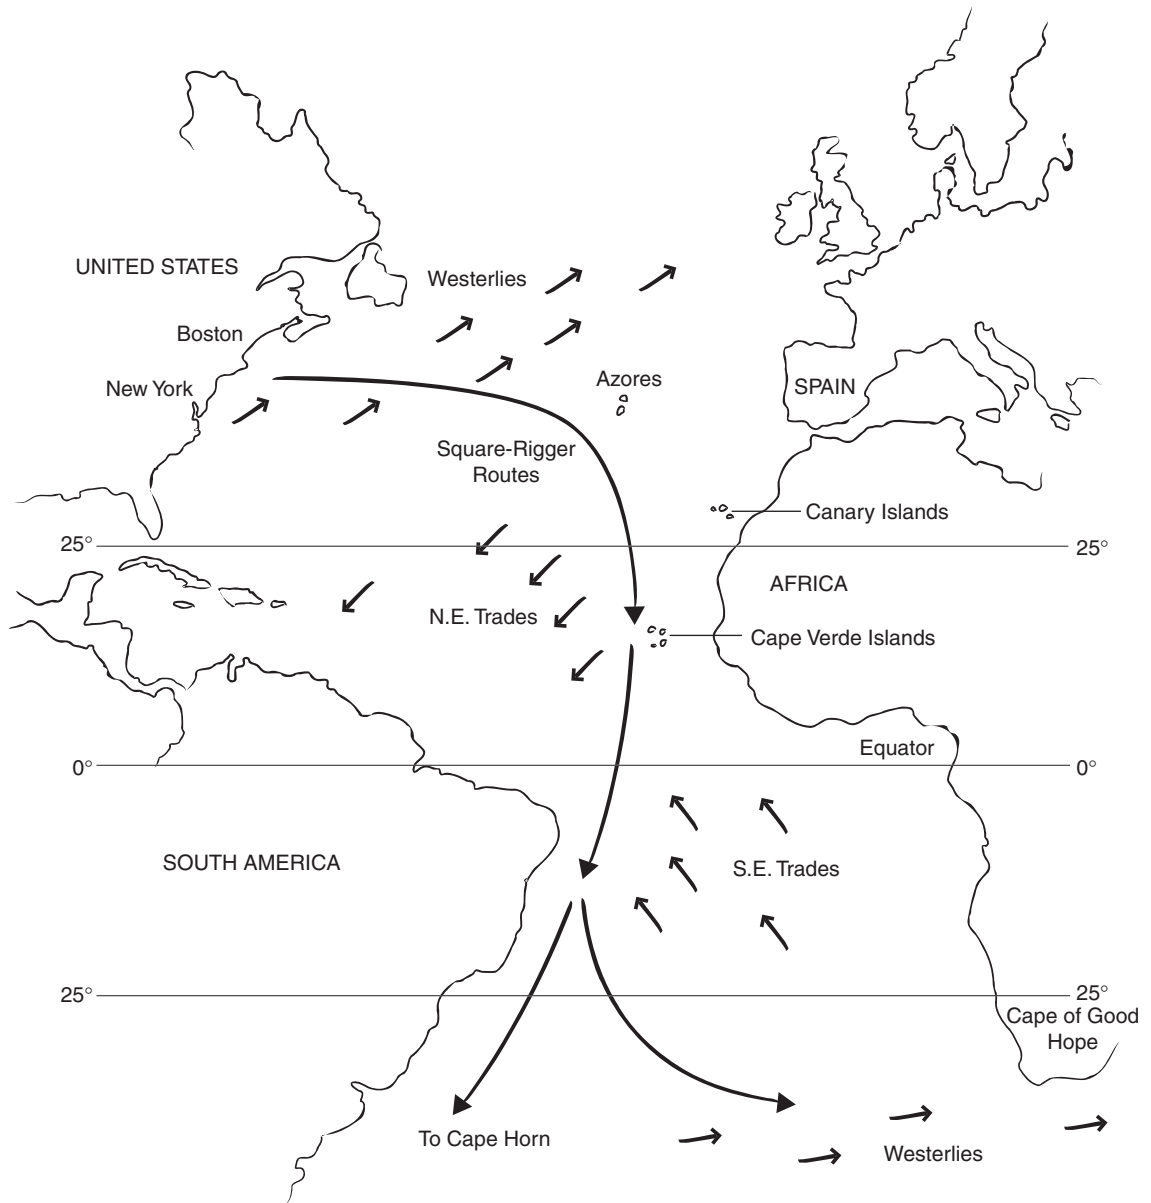 UNITED STATES
Westerlies
Boston
New York
Azores
SPAIN
Square-Rigger
Routes
Canary Islands
25°
25°
AFRICA
N.E. Trades
Cape Verde Islands
Equator
0°
0°
SOUTH AMERICA
S.E. Trades
25°
25°
Cape of Good
Hope
To Cape Horn
Westerlies